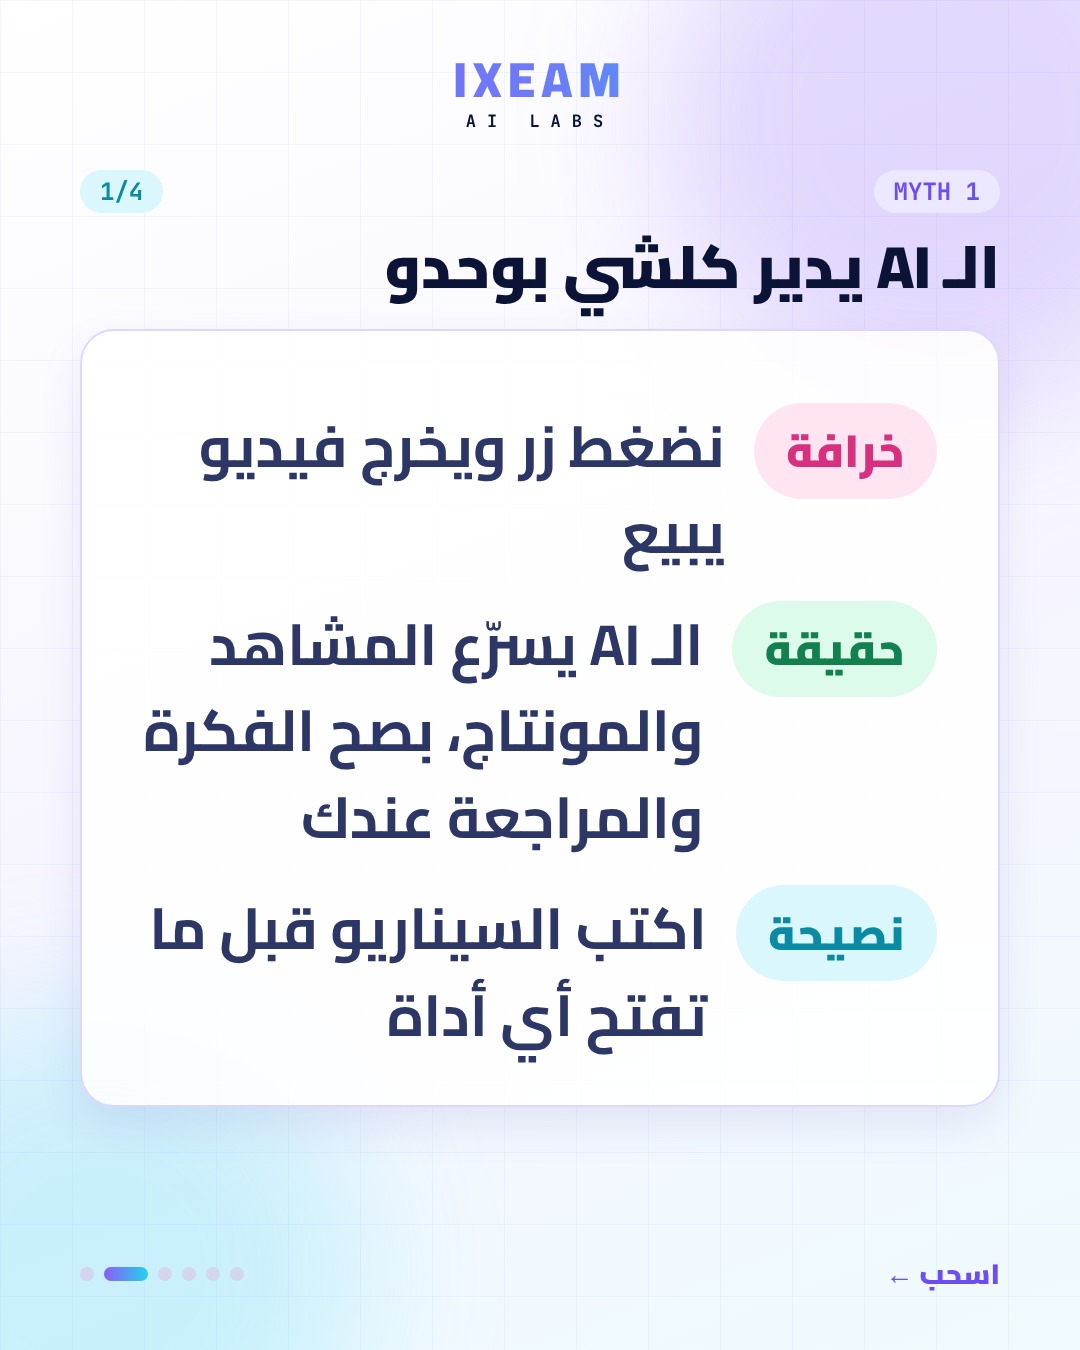 IXEAM
AI LABS
MYTH 1
1/4
الـ AI يدير كلشي بوحدو
خرافة
نضغط زر ويخرج فيديو
يبيع
حقيقة
الـ AI يسرّع المشاهد
والمونتاج، بصح الفكرة
والمراجعة عندك
نصيحة
اكتب السيناريو قبل ما
تفتح أي أداة
اسحب ←